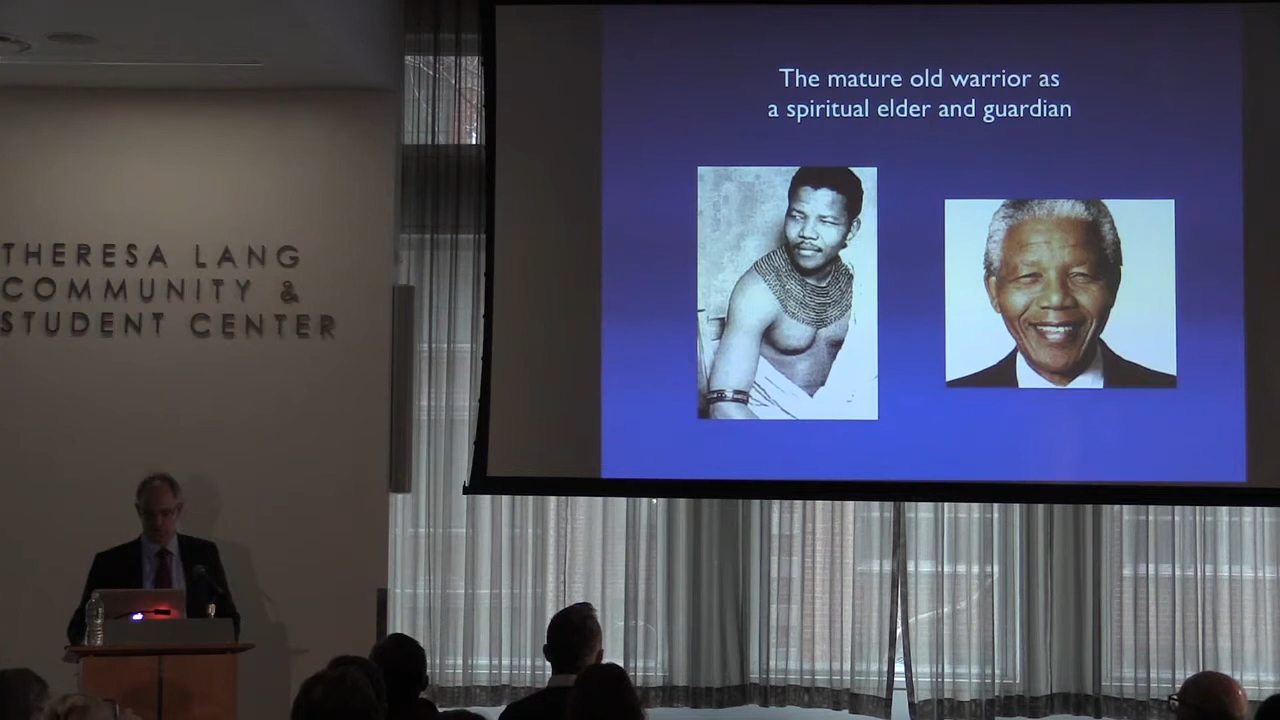 THERESA LANG
COMMUNITY &
STUDENT CENTER
The mature old warrior as
a spiritual elder and guardian